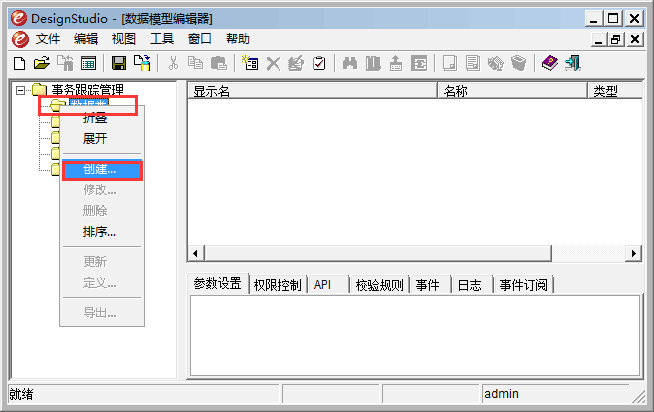 DesignStudio - [数据模型编辑器]
文件 编辑 视图 工具 窗口 帮助
事务跟踪管理
数据类
折叠
展开
创建...
修改...
删除
排序...
更新
定义...
导出...
显示名 名称 类型
参数设置 权限控制 API 校验规则 事件 日志 事件订阅
就绪 admin